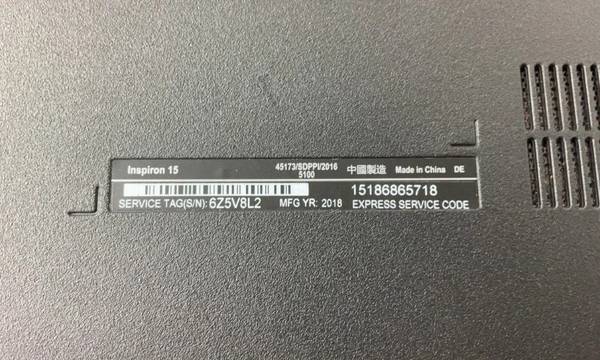 Inspiron 15 45173/SDPPI/2016 中國製造 Made in China DE
5100
15186865718
SERVICE TAG(S/N): 6Z5V8L2 MFG YR: 2018 EXPRESS SERVICE CODE